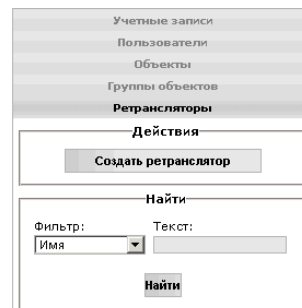 Учетные записи
Пользователи
Объекты
Группы объектов
Ретрансляторы
Действия
Создать ретранслятор
Найти
Фильтр: Текст:
Имя
Найти